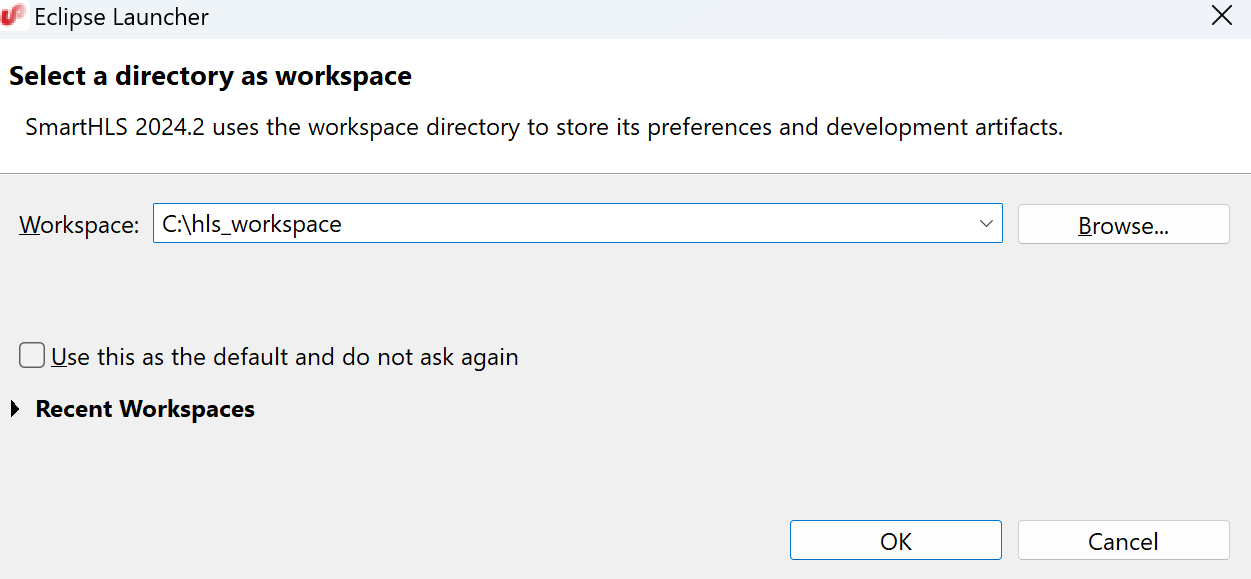 Eclipse Launcher
Select a directory as workspace
SmartHLS 2024.2 uses the workspace directory to store its preferences and development artifacts.
Workspace: C:\hls_workspace Browse...
Use this as the default and do not ask again
Recent Workspaces
OK Cancel